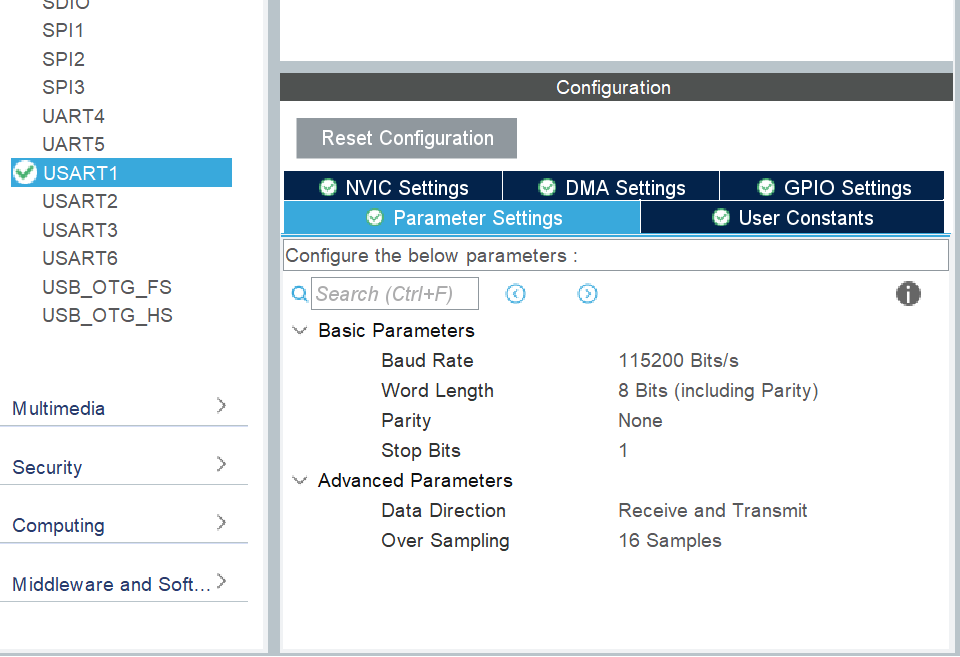 SDIO
SPI1
SPI2
SPI3
UART4
UART5
USART1
USART2
USART3
USART6
USB_OTG_FS
USB_OTG_HS
Multimedia
Security
Computing
Middleware and Soft...
Configuration
Reset Configuration
NVIC Settings DMA Settings GPIO Settings
Parameter Settings User Constants
Configure the below parameters :
Search (Ctrl+F)
Basic Parameters
Baud Rate 115200 Bits/s
Word Length 8 Bits (including Parity)
Parity None
Stop Bits 1
Advanced Parameters
Data Direction Receive and Transmit
Over Sampling 16 Samples